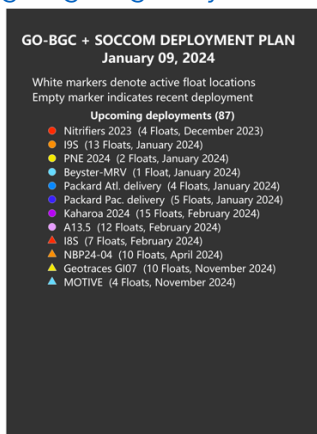 GO-BGC + SOCCOM DEPLOYMENT PLAN
January 09, 2024
White markers denote active float locations
Empty marker indicates recent deployment
Upcoming deployments (87)
Nitrifiers 2023 (4 Floats, December 2023)
I9S (13 Floats, January 2024)
PNE 2024 (2 Floats, January 2024)
Beyster-MRV (1 Float, January 2024)
Packard Atl. delivery (4 Floats, January 2024)
Packard Pac. delivery (5 Floats, January 2024)
Kaharoa 2024 (15 Floats, February 2024)
A13.5 (12 Floats, February 2024)
I8S (7 Floats, February 2024)
NBP24-04 (10 Floats, April 2024)
Geotraces GI07 (10 Floats, November 2024)
MOTIVE (4 Floats, November 2024)